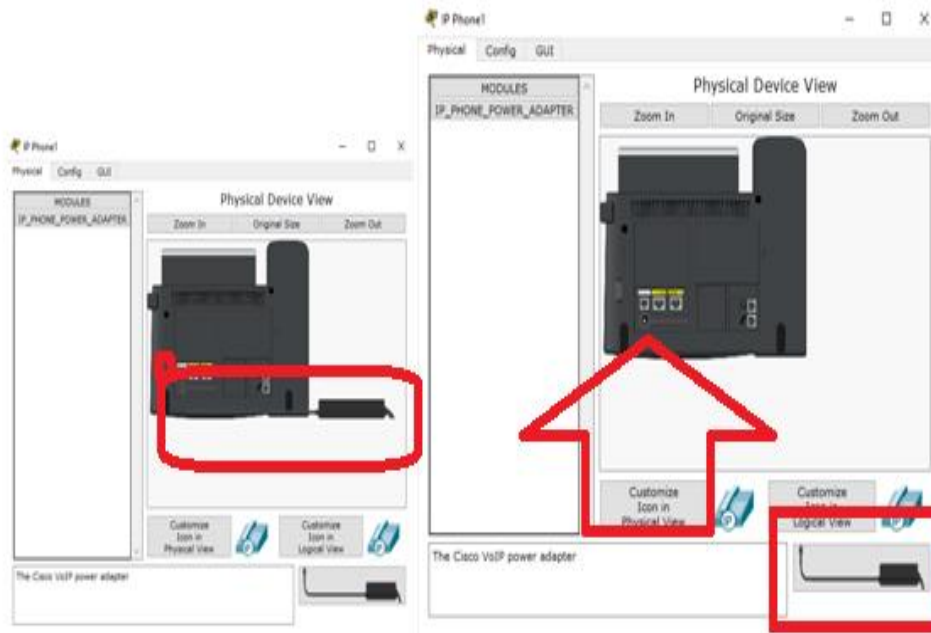 IP Phone1
Physical Config GUI
MODULES
IP_PHONE_POWER_ADAPTER
Physical Device View
Zoom In Original Size Zoom Out
Customize
Icon in
Physical View
Customize
Icon in
Logical View
The Cisco VoIP power adapter
IP Phone1
Physical Config GUI
MODULES
IP_PHONE_POWER_ADAPTER
Physical Device View
Zoom In Original Size Zoom Out
Customize
Icon in
Physical View
Customize
Icon in
Logical View
The Cisco VoIP power adapter